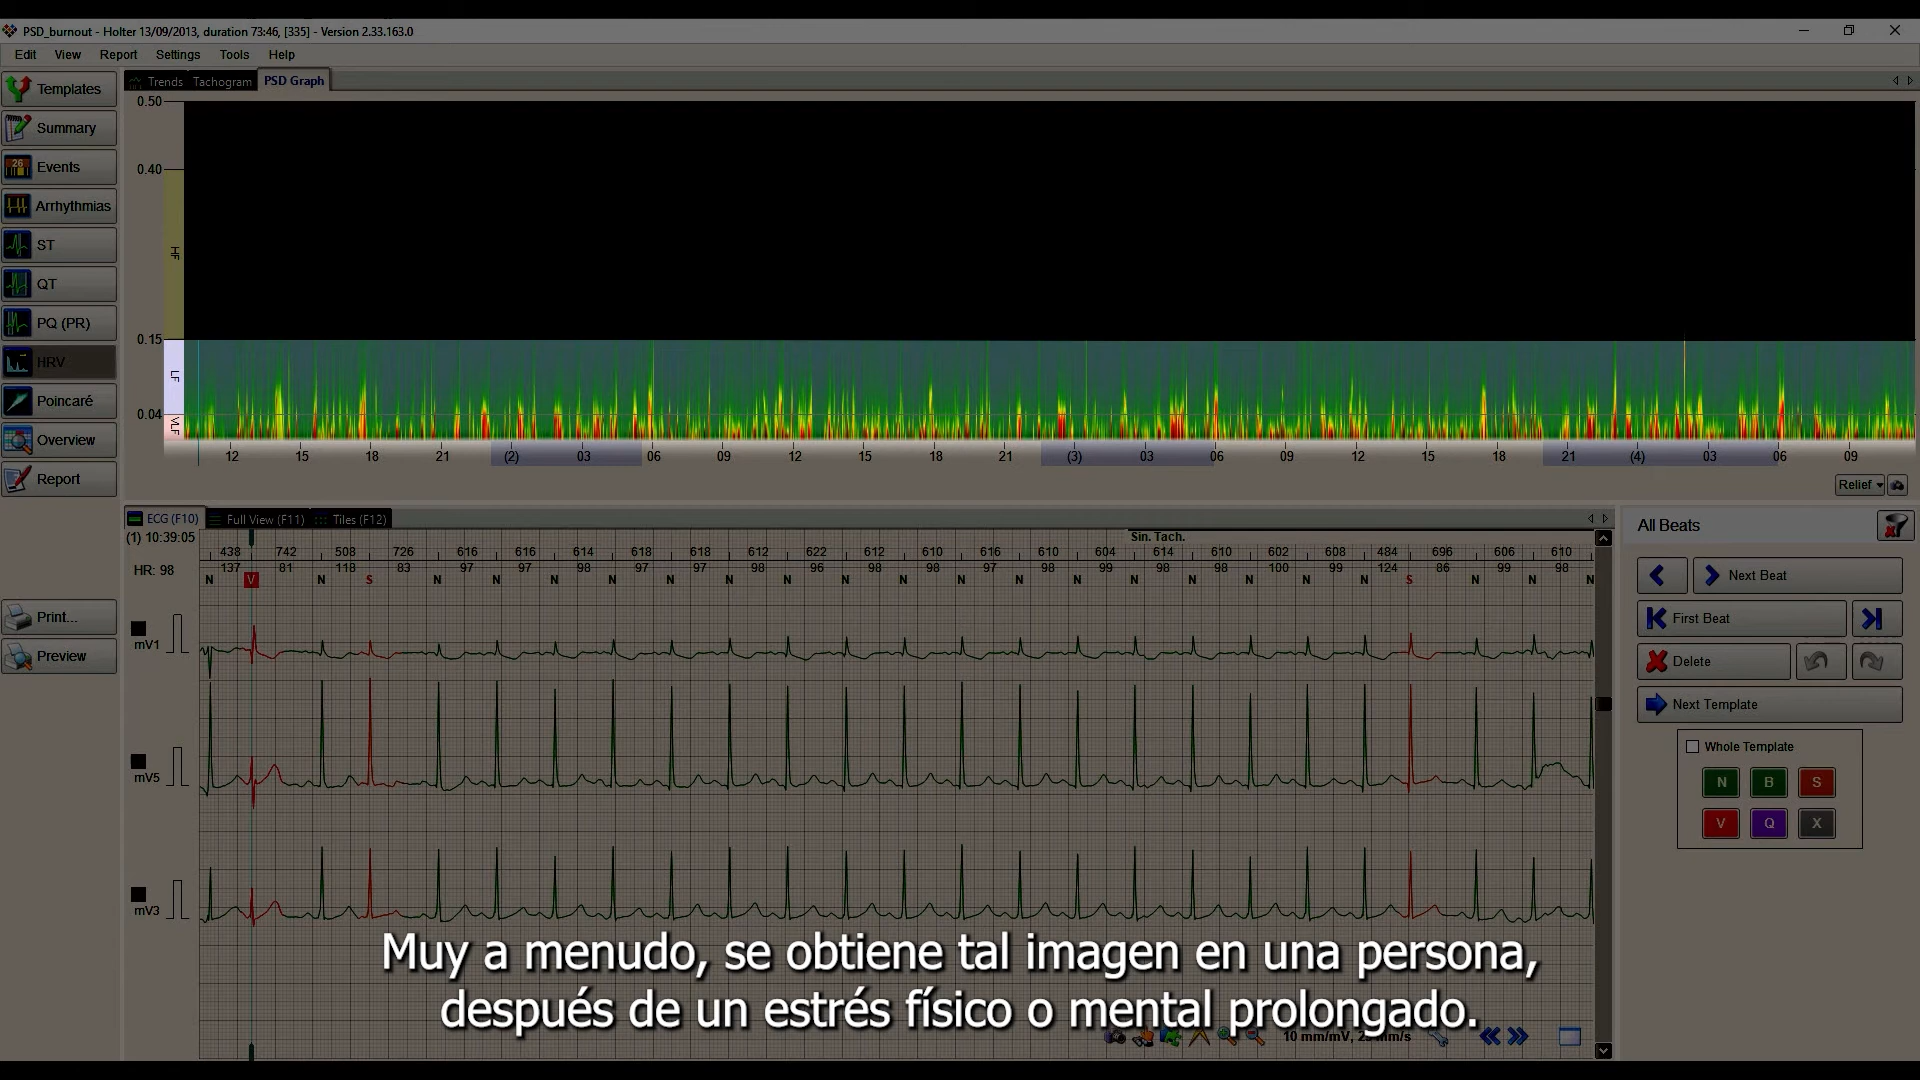 PSD_burnout - Holter 13/09/2013, duration 73:46, [335] - Version 2.33.163.0
Edit View Report Settings Tools Help
Templates
Summary
Events
Arrhythmias
ST
QT
PQ (PR)
HRV
Poincaré
Overview
Report
Print...
Preview
Trends Tachogram PSD Graph
0.50
0.40
HF
0.15
LF
0.04
VLF
12 15 18 21 (2) 03 06 09 12 15 18 21 (3) 03 06 09 12 15 18 21 (4) 03 06 09
Relief
ECG (F10) Full View (F11) Tiles (F12)
(1) 10:39:05
Sin. Tach.
438 742 508 726 616 616 614 618 618 612 622 612 610 616 610 604 614 610 602 608 484 696 606 610
HR: 98
137 81 118 83 97 97 98 97 97 98 96 98 98 97 98 99 98 98 100 99 124 86 99 98
N V N S N N N N N N N N N N N N N N N N N S N N N
mV1
mV5
mV3
All Beats
Next Beat
First Beat
Delete
Next Template
Whole Template
N B S
V Q X
Muy a menudo, se obtiene tal imagen en una persona,
después de un estrés físico o mental prolongado.
10 mm/mV, 25 mm/s